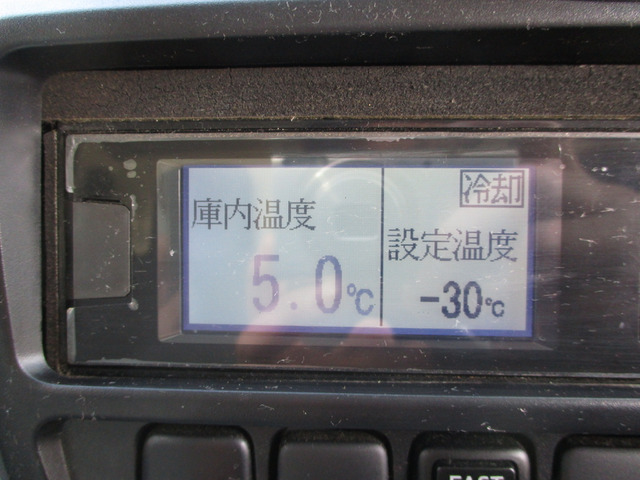 庫内温度
5.0℃
冷却
設定温度
-30℃
FAST